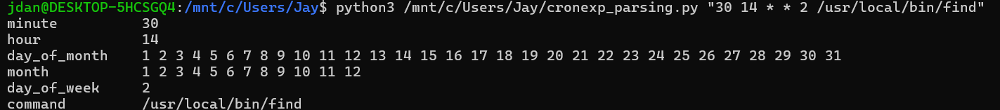 jdan@DESKTOP-5HCSGQ4:/mnt/c/Users/Jay$ python3 /mnt/c/Users/Jay/cronexp_parsing.py "30 14 * * 2 /usr/local/bin/find"
minute          30
hour            14
day_of_month    1 2 3 4 5 6 7 8 9 10 11 12 13 14 15 16 17 18 19 20 21 22 23 24 25 26 27 28 29 30 31
month           1 2 3 4 5 6 7 8 9 10 11 12
day_of_week     2
command         /usr/local/bin/find